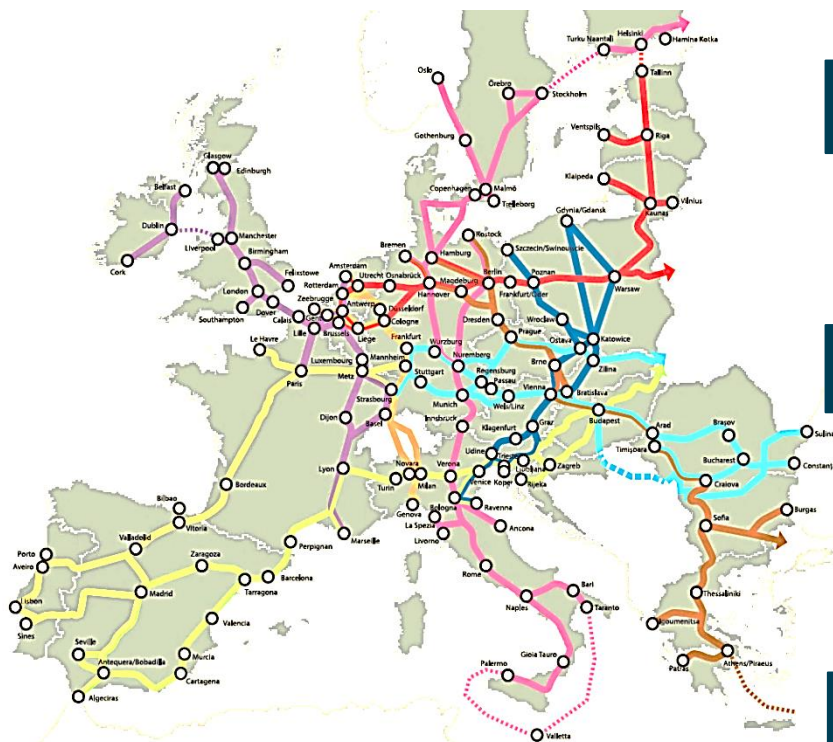 Turku Naantali
Helsinki
Hamina Kotka
Tallinn
Oslo
Örebro
Stockholm
Ventspils
Riga
Gothenburg
Klaipeda
Vilnius
Kaunas
Glasgow
Edinburgh
Belfast
Copenhagen
Malmö
Trelleborg
Gdynia/Gdansk
Dublin
Manchester
Liverpool
Cork
Birmingham
Rostock
Hamburg
Szczecin/Swinoujscie
Bremen
Felixstowe
Amsterdam
Utrecht
Osnabrück
Magdeburg
Berlin
Poznan
Warsaw
London
Rotterdam
Hannover
Frankfurt/Oder
Southampton
Dover
Zeebrugge
Antwerp
Düsseldorf
Cologne
Dresden
Wroclaw
Calais
Gent
Lille
Brussels
Liege
Prague
Katowice
Ostava
Le Havre
Frankfurt
Würzburg
Luxembourg
Mannheim
Nuremberg
Brno
Zilina
Paris
Metz
Stuttgart
Regensburg
Passau
Strasbourg
Munich
Wels/Linz
Vienna
Bratislava
Dijon
Basel
Innsbruck
Klagenfurt
Graz
Budapest
Arad
Brașov
Sulina
Timișoara
Udine
Trieste
Ljubljana
Zagreb
Bucharest
Constanța
Lyon
Novara
Verona
Turin
Milan
Venice
Koper
Rijeka
Craiova
Bordeaux
Genova
Bologna
Ravenna
Bilbao
La Spezia
Ancona
Sofia
Burgas
Vitoria
Marseille
Livorno
Porto
Valladolid
Zaragoza
Perpignan
Aveiro
Roma
Bari
Barcelona
Madrid
Tarragona
Naples
Taranto
Thessaliniki
Lisbon
Sines
Valencia
Igoumenitsa
Seville
Murcia
Gioia Tauro
Athens/Piraeus
Antequera/Bobadilla
Cartagena
Palermo
Patras
Algeciras
Valletta